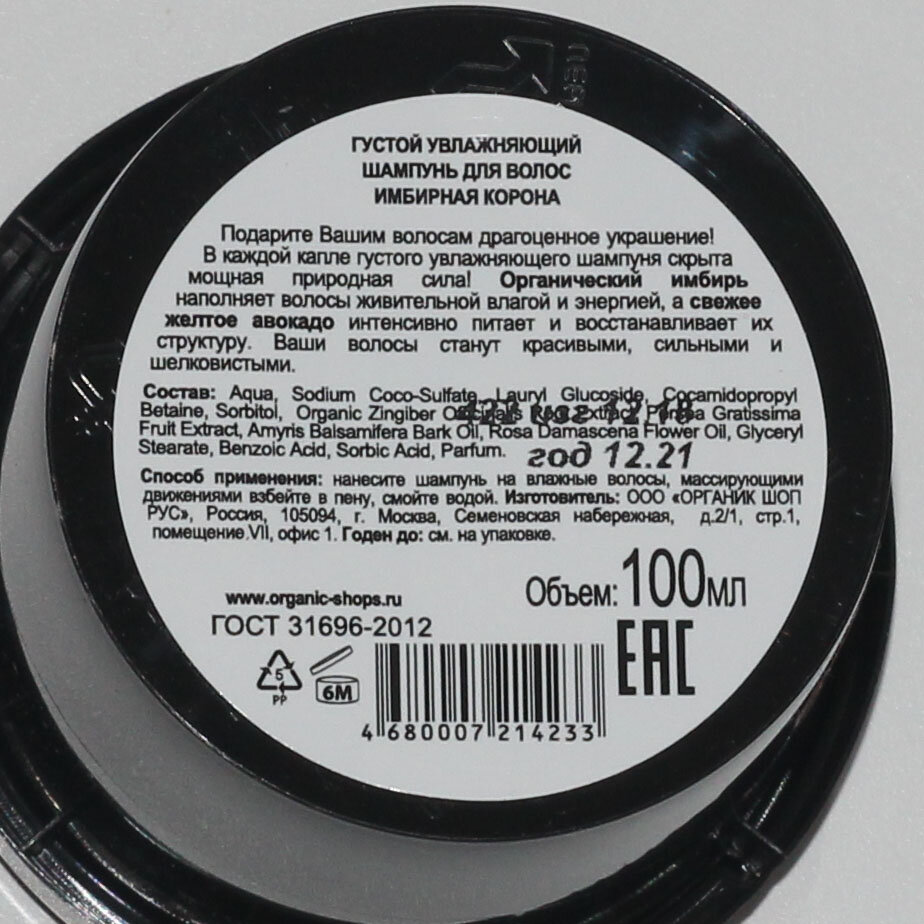 ГУСТОЙ УВЛАЖНЯЮЩИЙ
ШАМПУНЬ ДЛЯ ВОЛОС
ИМБИРНАЯ КОРОНА
Подарите Вашим волосам драгоценное украшение!
В каждой капле густого увлажняющего шампуня скрыта
мощная природная сила! Органический имбирь
наполняет волосы живительной влагой и энергией, а свежее
желтое авокадо интенсивно питает и восстанавливает их
структуру. Ваши волосы станут красивыми, сильными и
шелковистыми.
Состав: Aqua, Sodium Coco-Sulfate, Lauryl Glucoside, Cocamidopropyl
Betaine, Sorbitol, Organic Zingiber Officinalis Root Extract, Persea Gratissima
Fruit Extract, Amyris Balsamifera Bark Oil, Rosa Damascena Flower Oil, Glyceryl
Stearate, Benzoic Acid, Sorbic Acid, Parfum.
год 12.21
Способ применения: нанесите шампунь на влажные волосы, массирующими
движениями взбейте в пену, смойте водой. Изготовитель: ООО «ОРГАНИК ШОП
РУС», Россия, 105094, г. Москва, Семеновская набережная, д.2/1, стр.1,
помещение.VII, офис 1. Годен до: см. на упаковке.
www.organic-shops.ru
Объем: 100мл
ГОСТ 31696-2012
EAC
5
PP
6M
4 680007 214233